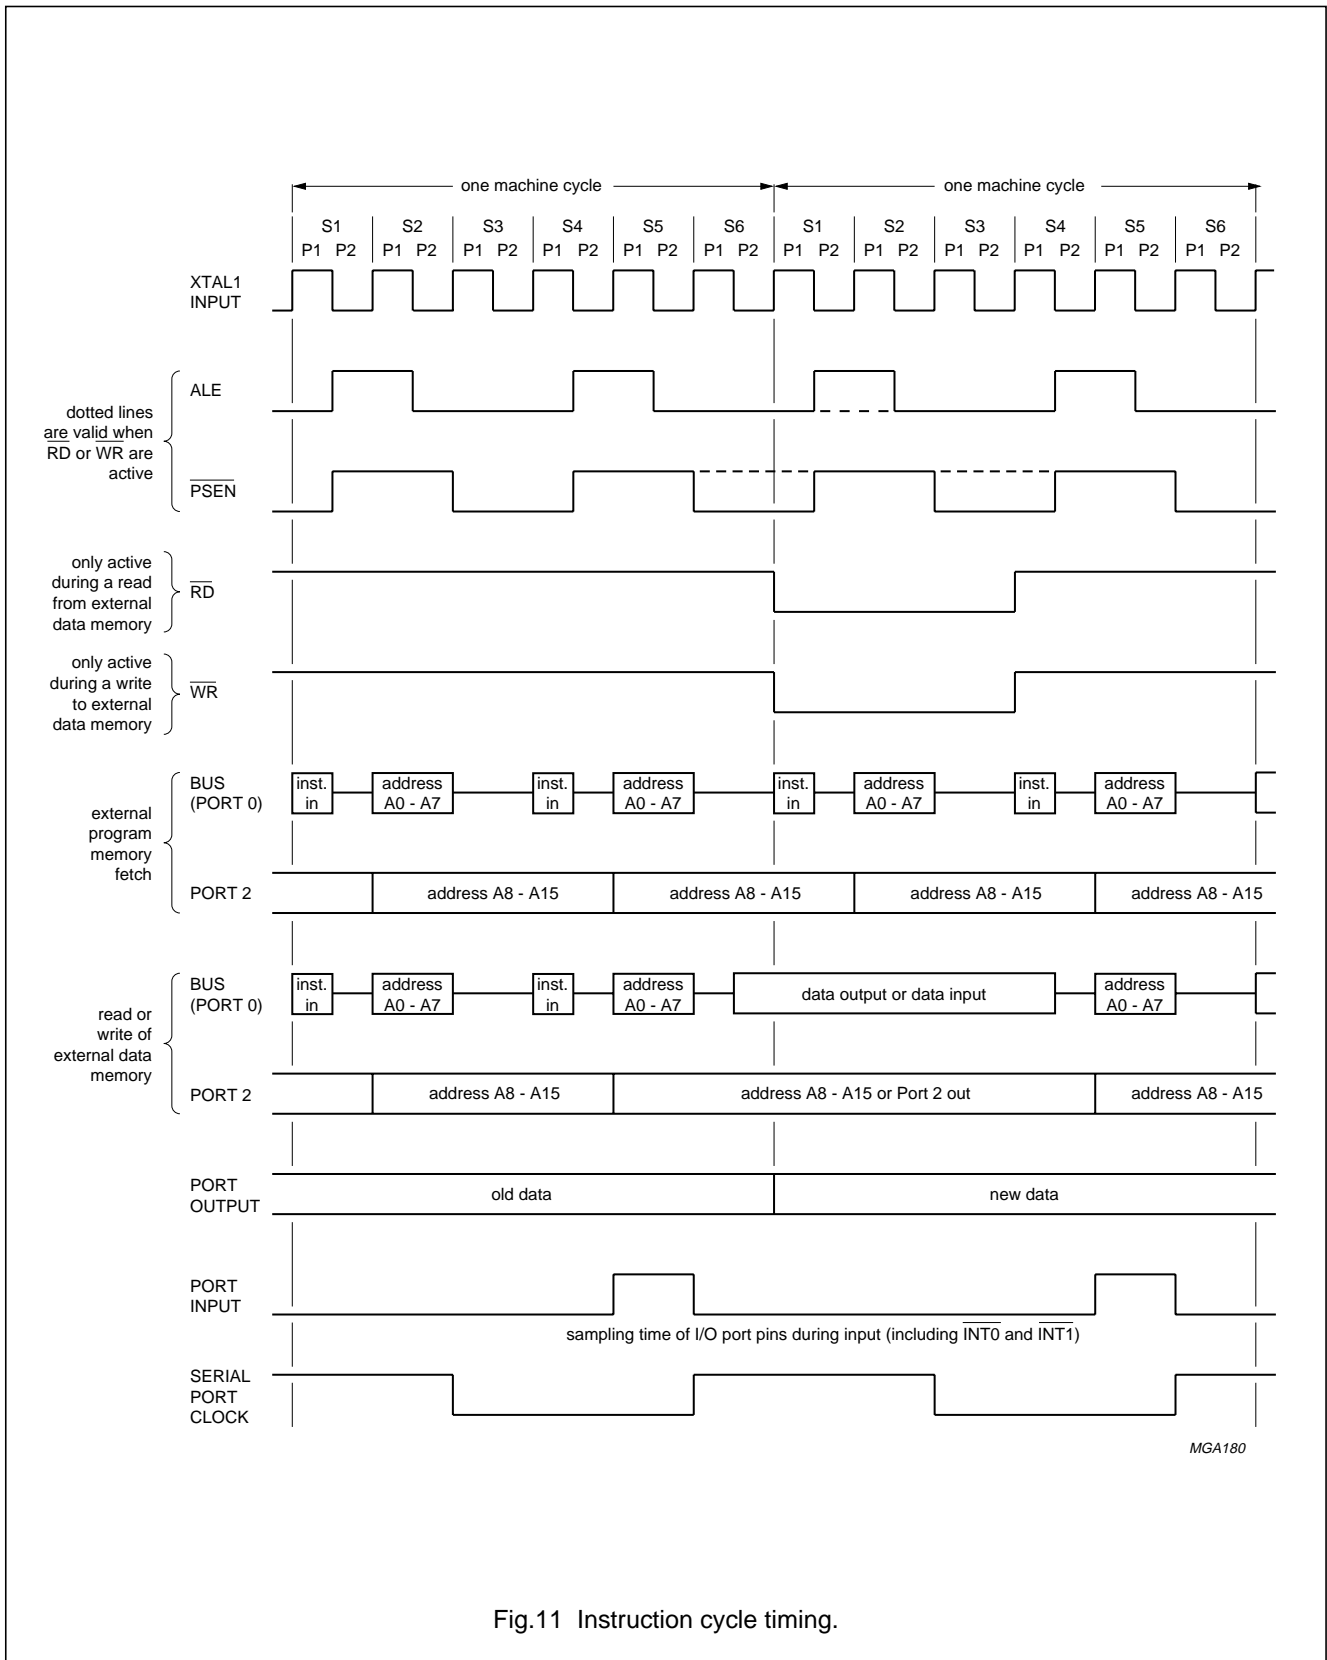 one machine cycle one machine cycle
S1 S2 S3 S4 S5 S6 S1 S2 S3 S4 S5 S6
P1 P2 P1 P2 P1 P2 P1 P2 P1 P2 P1 P2 P1 P2 P1 P2 P1 P2 P1 P2 P1 P2 P1 P2
XTAL1
INPUT
dotted lines
are valid when
R̅D̅ or W̅R̅ are
active
ALE
P̅S̅E̅N̅
only active
during a read
from external
data memory
R̅D̅
only active
during a write
to external
data memory
W̅R̅
external
program
memory
fetch
BUS
(PORT 0)
inst. address inst. address inst. address inst. address
in A0 - A7 in A0 - A7 in A0 - A7 in A0 - A7
PORT 2 address A8 - A15 address A8 - A15 address A8 - A15 address A8 - A15
read or
write of
external data
memory
BUS
(PORT 0)
inst. address inst. address data output or data input address
in A0 - A7 in A0 - A7 A0 - A7
PORT 2 address A8 - A15 address A8 - A15 or Port 2 out address A8 - A15
PORT
OUTPUT
old data new data
PORT
INPUT
sampling time of I/O port pins during input (including I̅N̅T̅0̅ and I̅N̅T̅1̅)
SERIAL
PORT
CLOCK
MGA180
Fig.11 Instruction cycle timing.